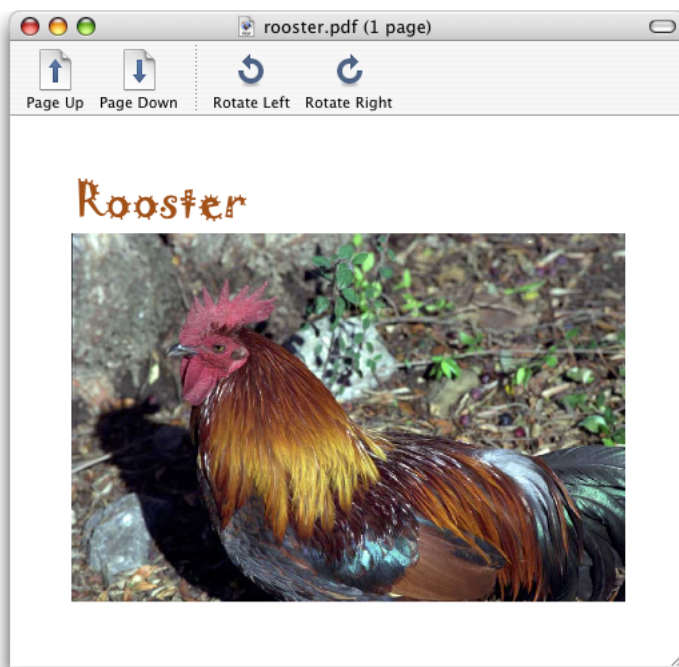 rooster.pdf (1 page)
Page Up Page Down Rotate Left Rotate Right
Rooster